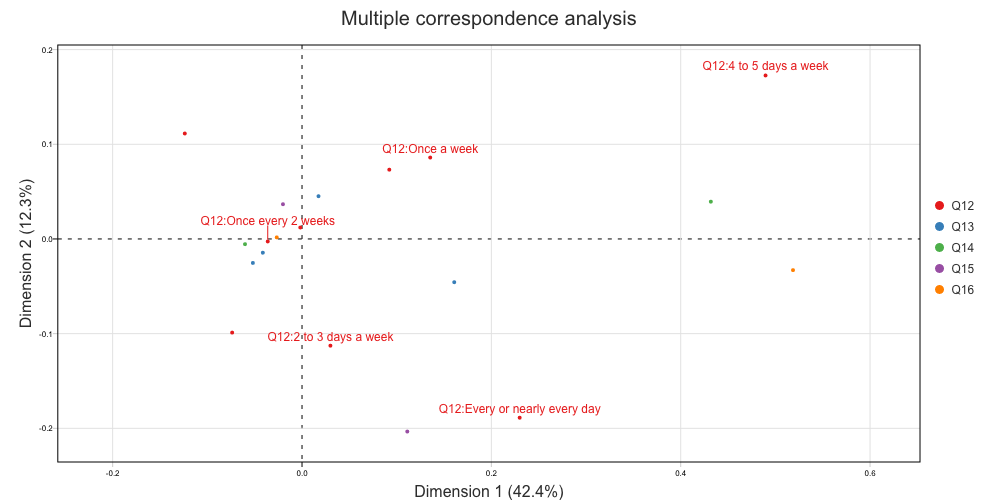 Multiple correspondence analysis
Dimension 2 (12.3%)
0.2
0.1
0.0
-0.1
-0.2
Q12:4 to 5 days a week
Q12:Once a week
Q12:Once every 2 weeks
Q12:2 to 3 days a week
Q12:Every or nearly every day
Q12
Q13
Q14
Q15
Q16
-0.2
0.0
0.2
0.4
0.6
Dimension 1 (42.4%)